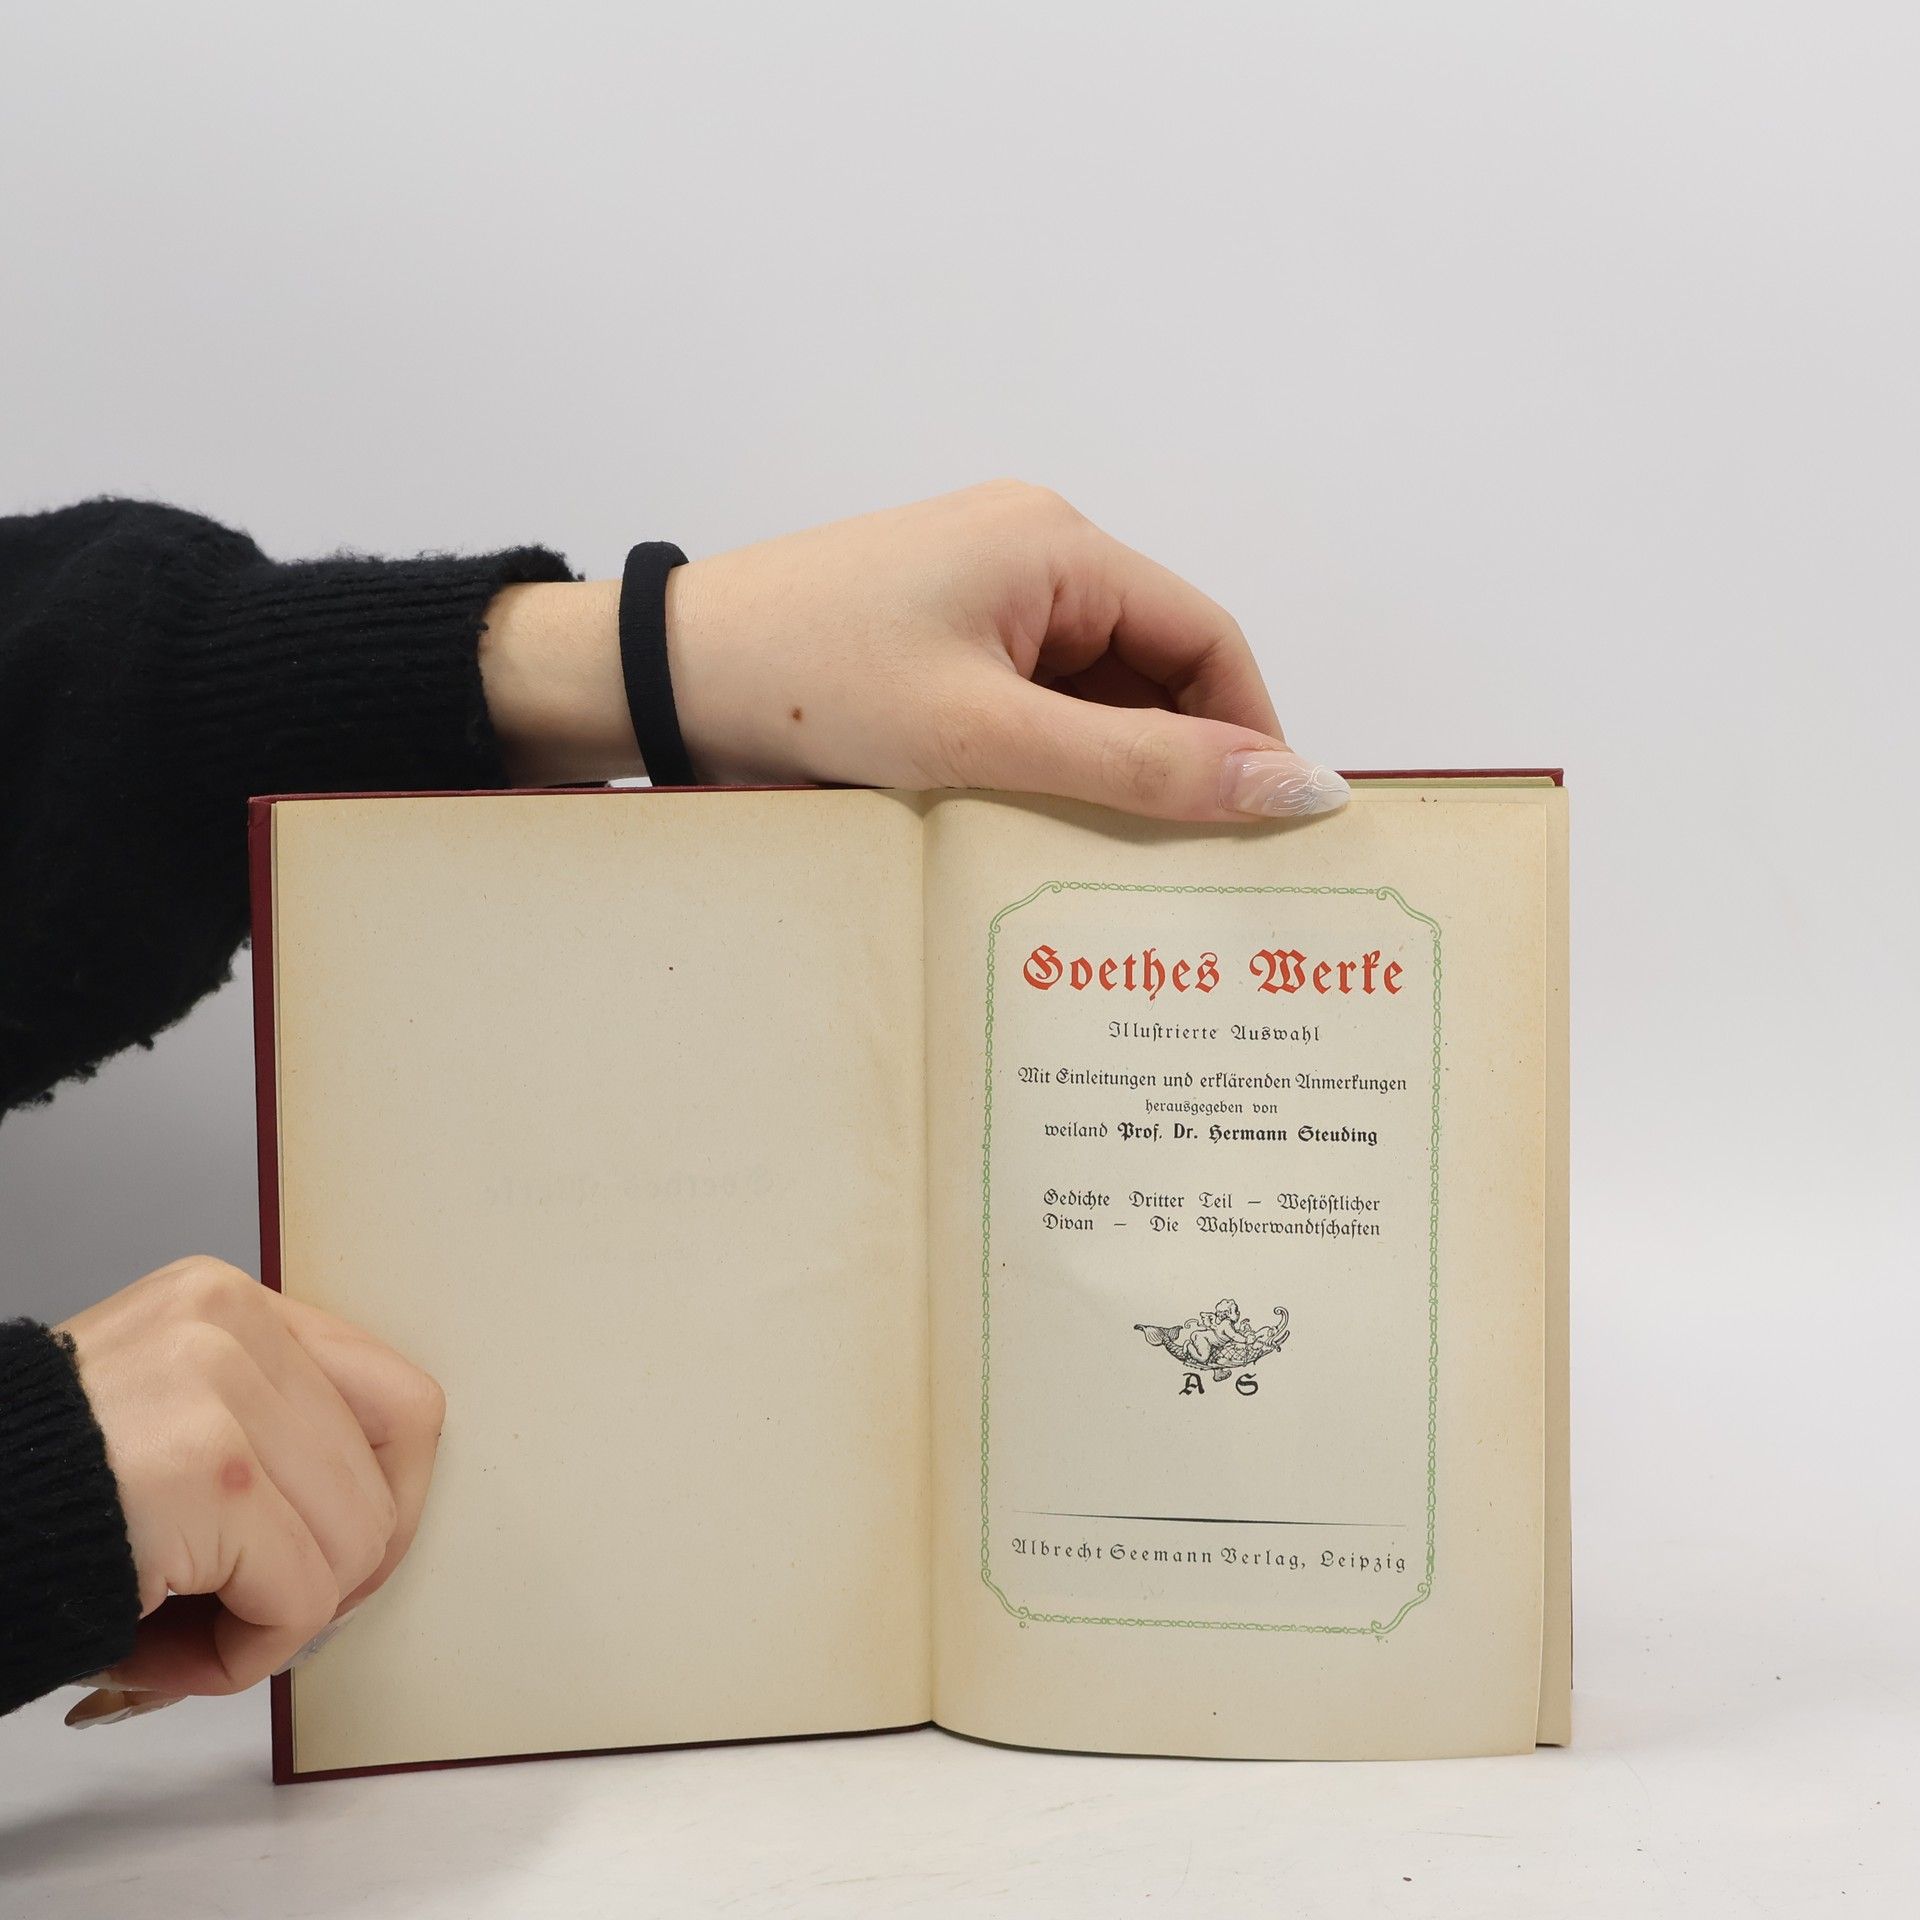 Goethes Werke
Illuſtrierte Auswahl
Mit Einleitungen und erklärenden Anmerkungen
herausgegeben von
weiland Prof. Dr. Hermann Steuding
Gedichte Dritter Teil — Weſtöſtlicher
Divan — Die Wahlverwandtſchaften
A S
Albrecht Seemann Verlag, Leipzig
O. F.